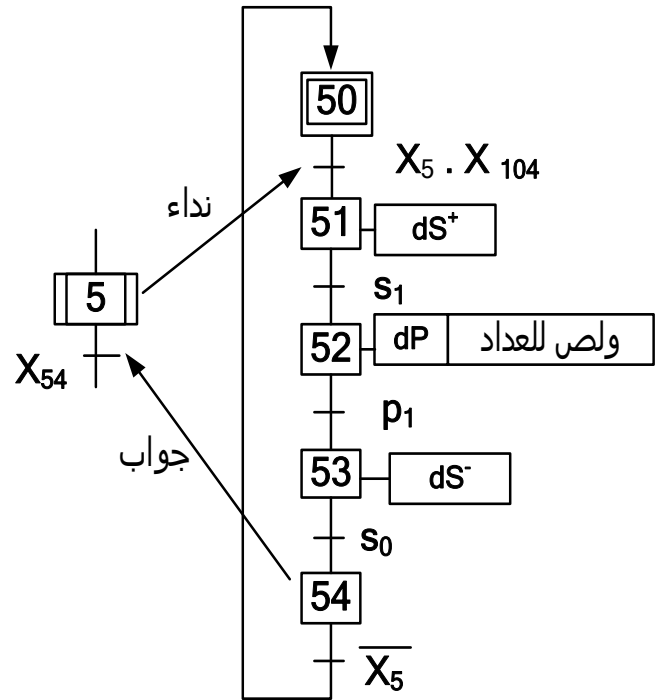 50
X₅ . X ₁₀₄
نداء
51
dS⁺
s₁
5
52
dP
ولص للعداد
X₅₄
p₁
جواب
53
dS⁻
s₀
54
X̅₅